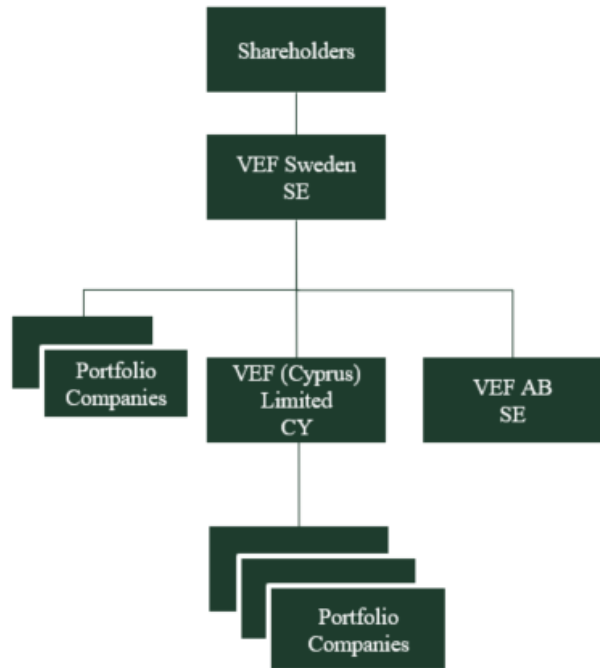 Shareholders
VEF Sweden
SE
Portfolio
Companies
VEF (Cyprus)
Limited
CY
VEF AB
SE
Portfolio
Companies